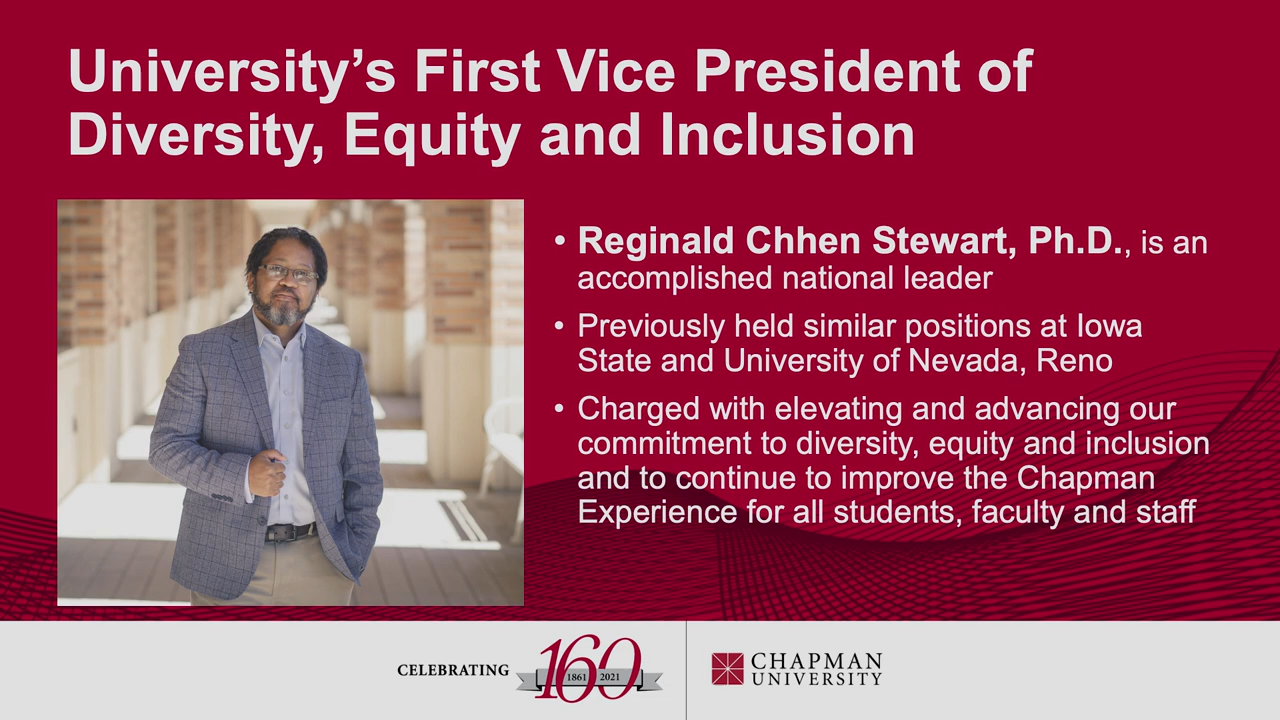 University’s First Vice President of
Diversity, Equity and Inclusion
• Reginald Chhen Stewart, Ph.D., is an
accomplished national leader
• Previously held similar positions at Iowa
State and University of Nevada, Reno
• Charged with elevating and advancing our
commitment to diversity, equity and inclusion
and to continue to improve the Chapman
Experience for all students, faculty and staff
CELEBRATING
160
1861 2021
CHAPMAN
UNIVERSITY